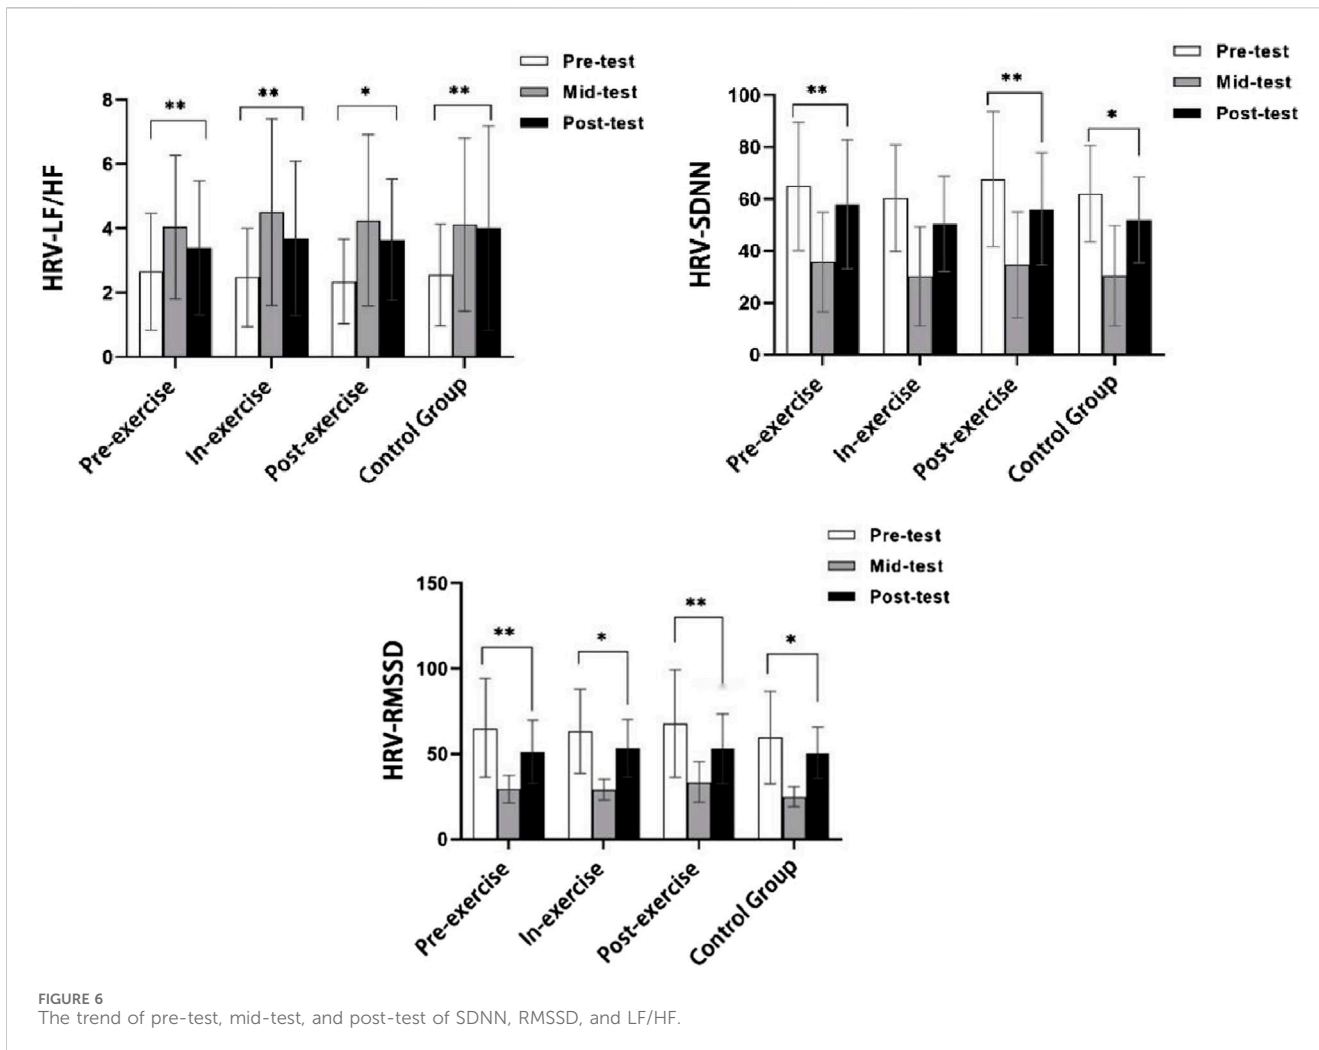 Pre-test
Mid-test
Post-test
HRV-LF/HF
8
6
4
2
0
**
**
*
**
Pre-exercise
In-exercise
Post-exercise
Control Group
Pre-test
Mid-test
Post-test
HRV-SDNN
100
80
60
40
20
0
**
**
*
Pre-exercise
In-exercise
Post-exercise
Control Group
Pre-test
Mid-test
Post-test
HRV-RMSSD
150
100
50
0
**
*
**
*
Pre-exercise
In-exercise
Post-exercise
Control Group
FIGURE 6
The trend of pre-test, mid-test, and post-test of SDNN, RMSSD, and LF/HF.